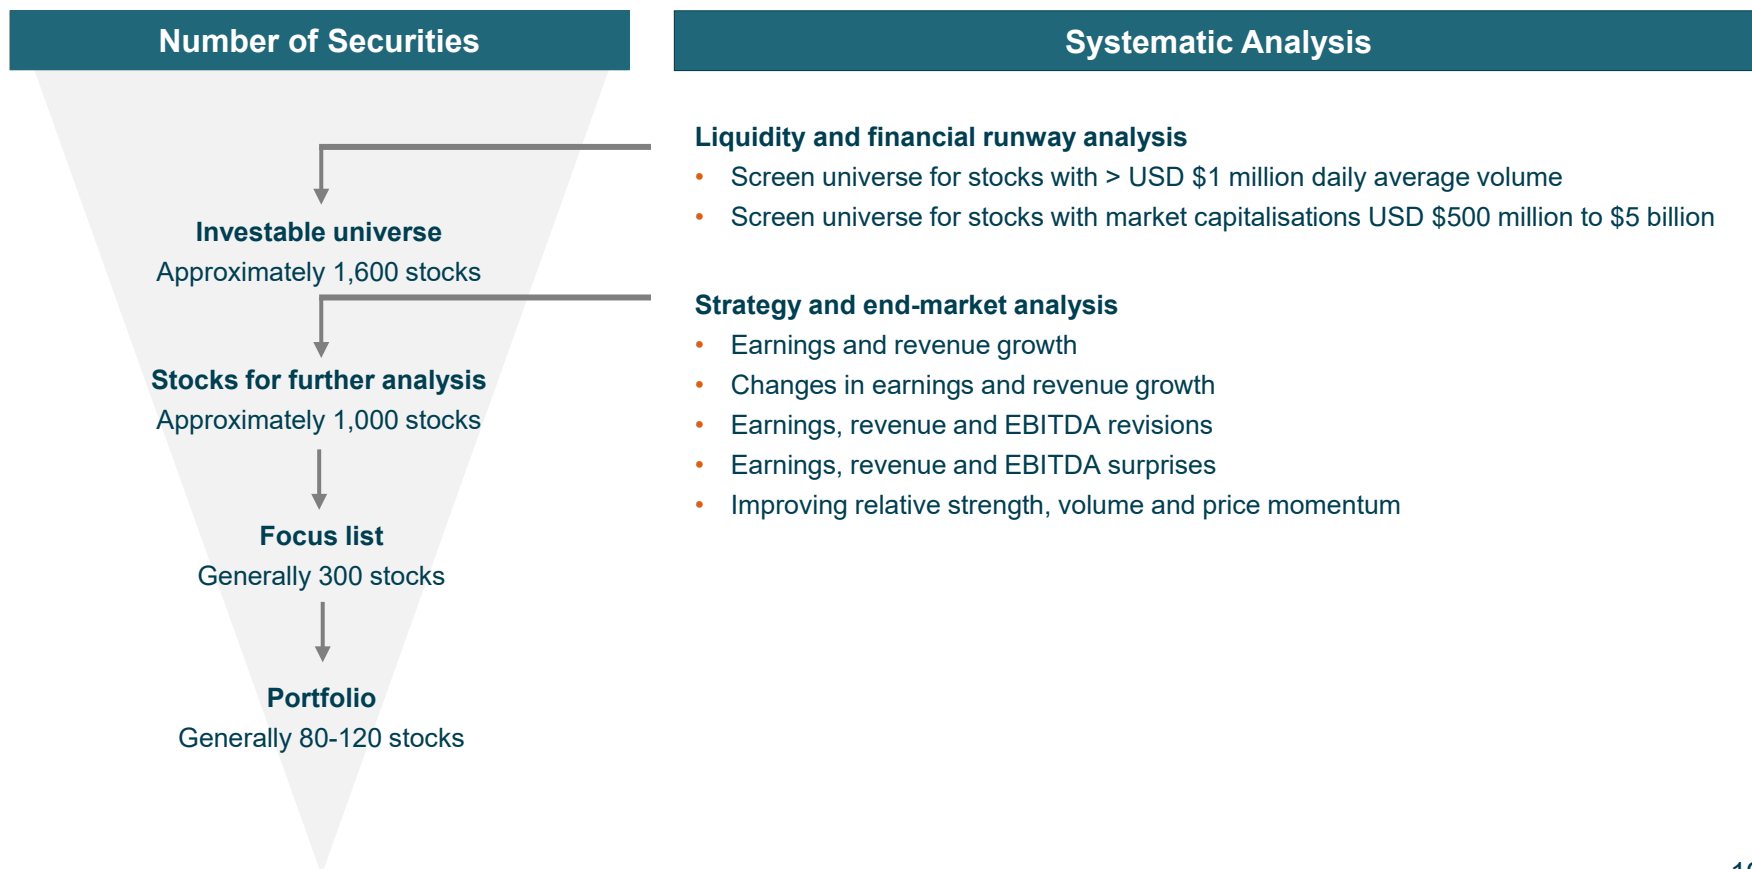 Number of Securities
Systematic Analysis
Investable universe
Approximately 1,600 stocks
Stocks for further analysis
Approximately 1,000 stocks
Focus list
Generally 300 stocks
Portfolio
Generally 80-120 stocks
Liquidity and financial runway analysis
• Screen universe for stocks with > USD $1 million daily average volume
• Screen universe for stocks with market capitalisations USD $500 million to $5 billion
Strategy and end-market analysis
• Earnings and revenue growth
• Changes in earnings and revenue growth
• Earnings, revenue and EBITDA revisions
• Earnings, revenue and EBITDA surprises
• Improving relative strength, volume and price momentum